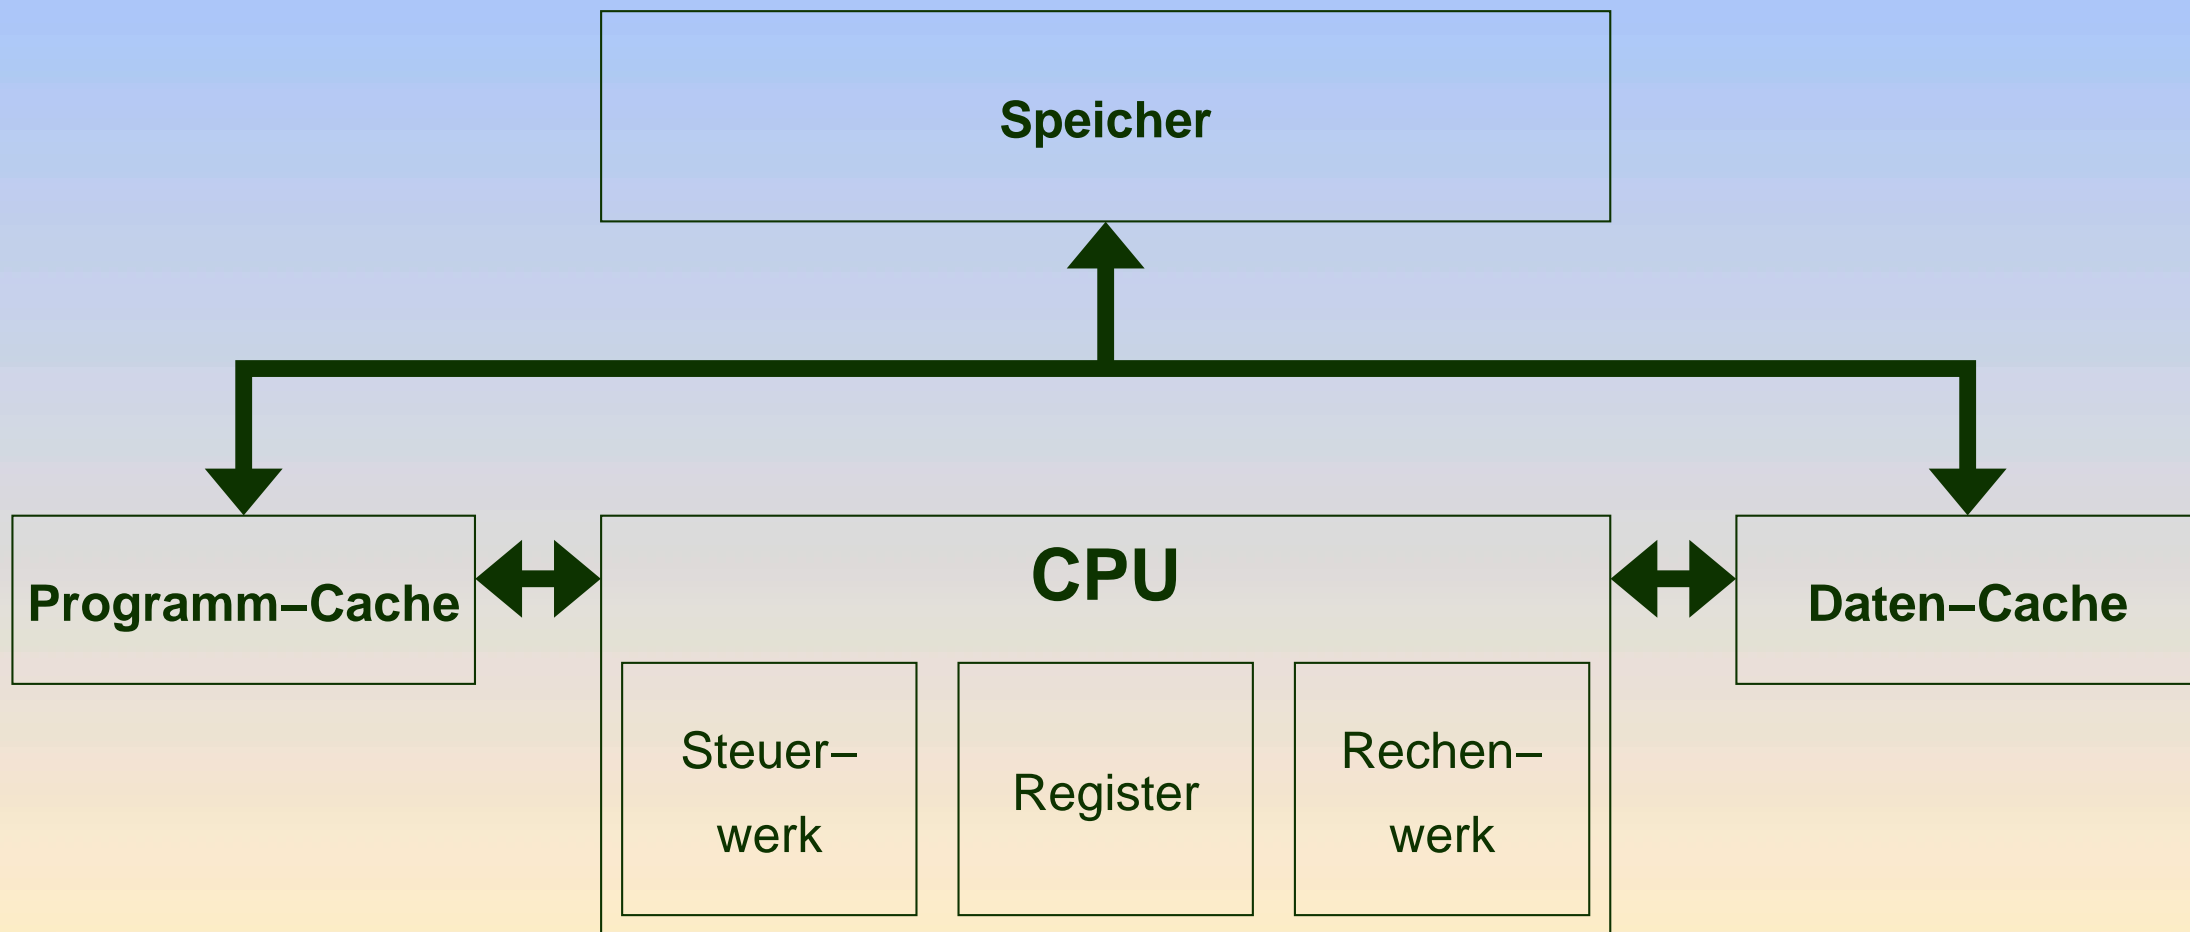 Speicher
Programm–Cache
CPU
Daten–Cache
Steuer–
werk
Register
Rechen–
werk